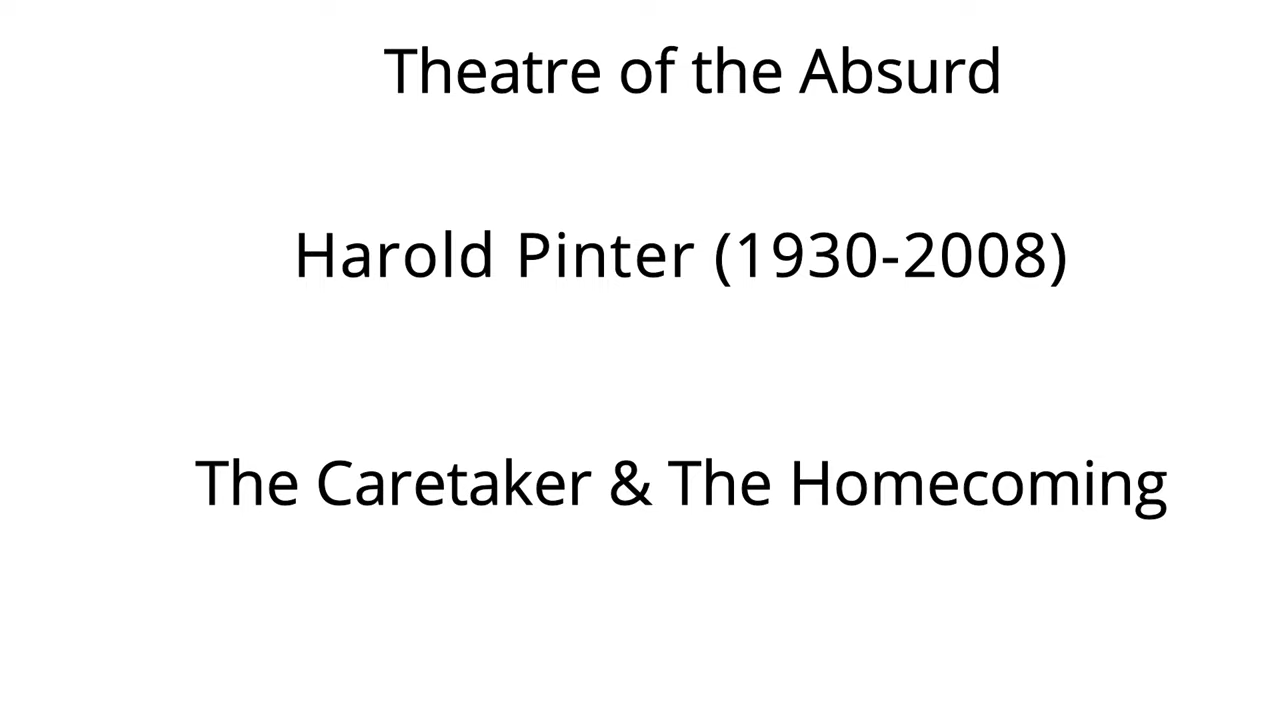 Theatre of the Absurd
Harold Pinter (1930-2008)
The Caretaker & The Homecoming